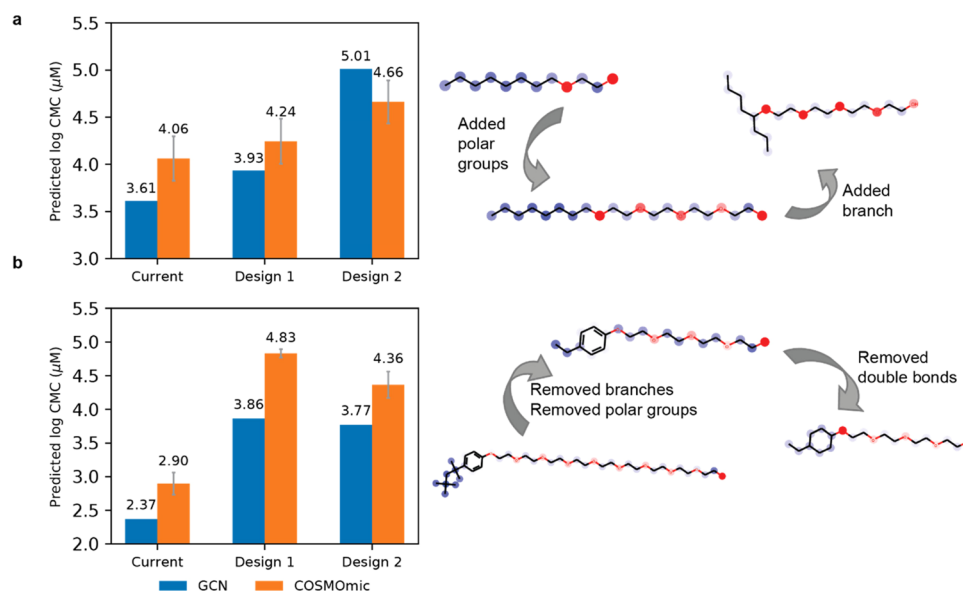 a
Predicted log CMC (μM)
5.5
5.0
4.5
4.0
3.5
3.0
3.61
4.06
3.93
4.24
5.01
4.66
Current
Design 1
Design 2
Added
polar
groups
Added
branch
b
Predicted log CMC (μM)
5.5
5.0
4.5
4.0
3.5
3.0
2.5
2.0
2.37
2.90
3.86
4.83
3.77
4.36
Current
Design 1
Design 2
Removed branches
Removed polar groups
Removed
double bonds
GCN
COSMOmic